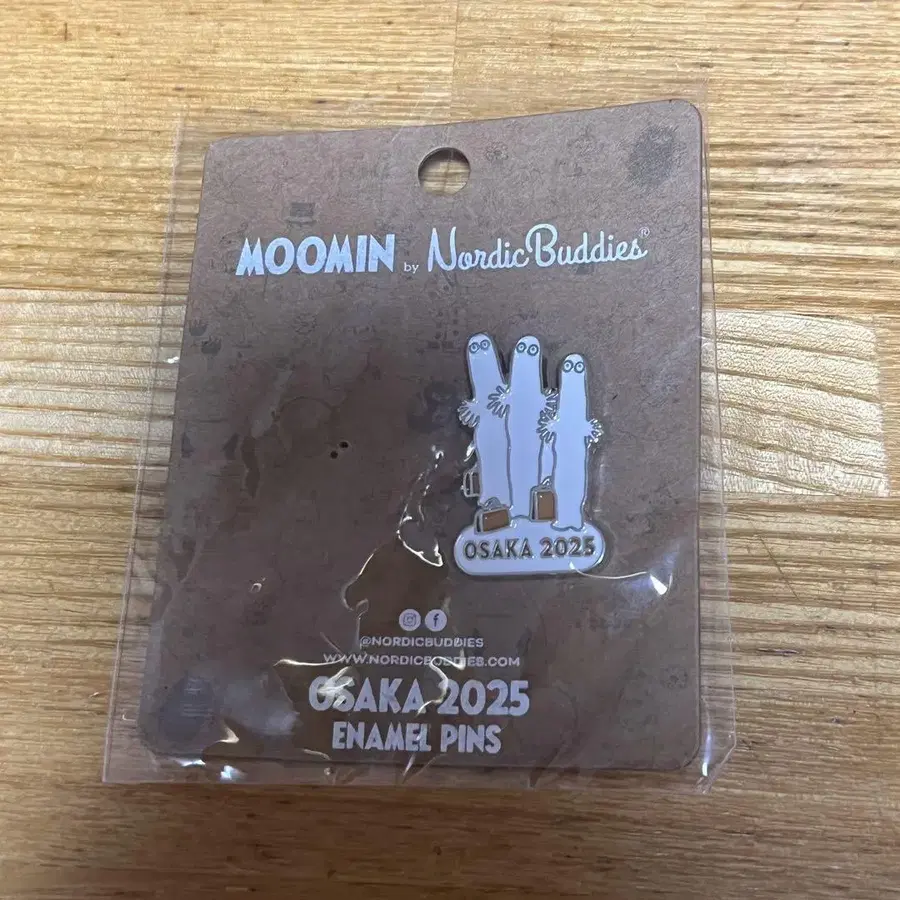 MOOMIN by NordicBuddies®
OSAKA 2025
@NORDICBUDDIES
WWW.NORDICBUDDIES.COM
OSAKA 2025
ENAMEL PINS